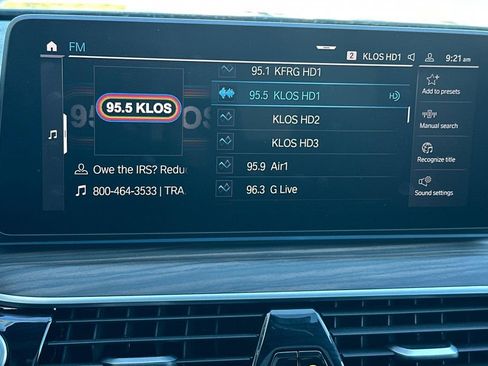 FM
2 KLOS HD1
9:21 am
95.5 KLOS
Owe the IRS? Redu
800-464-3533 | TRA.
95.1 KFRG HD1
95.5 KLOS HD1
KLOS HD2
KLOS HD3
95.9 Air1
96.3 G Live
Add to presets
Manual search
Recognize title
Sound settings